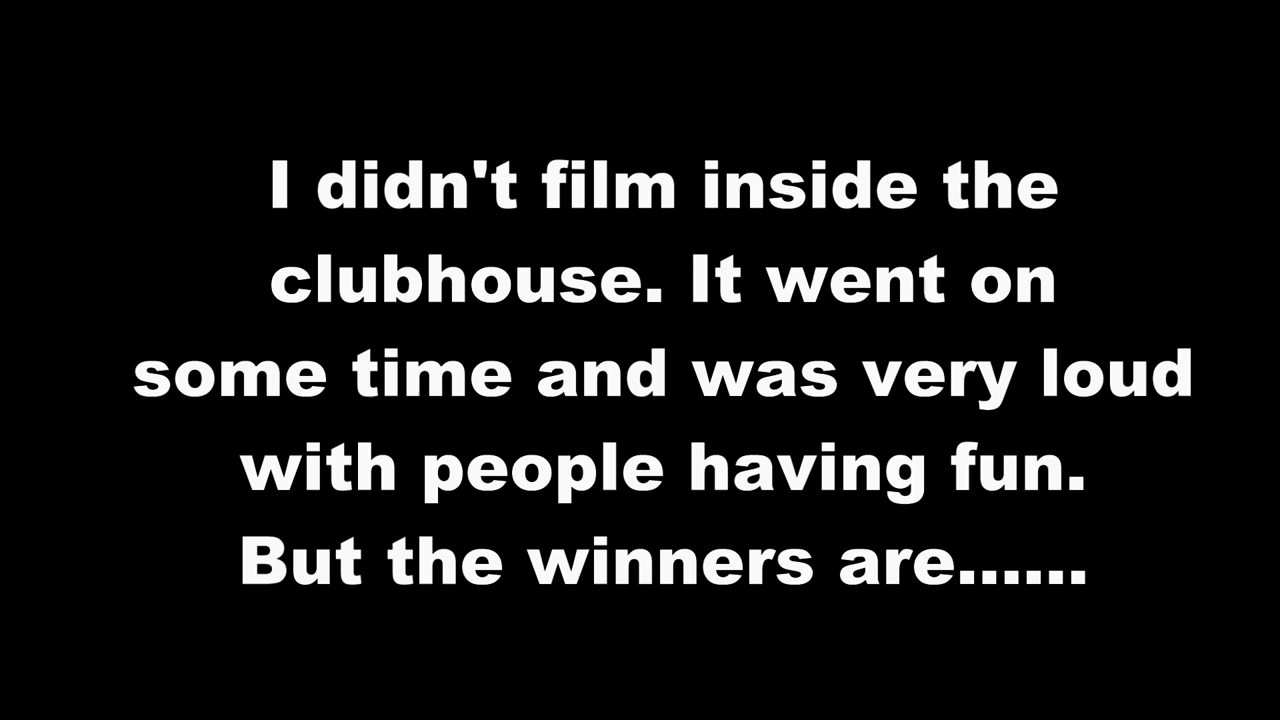 I didn't film inside the
clubhouse. It went on
some time and was very loud
with people having fun.
But the winners are......